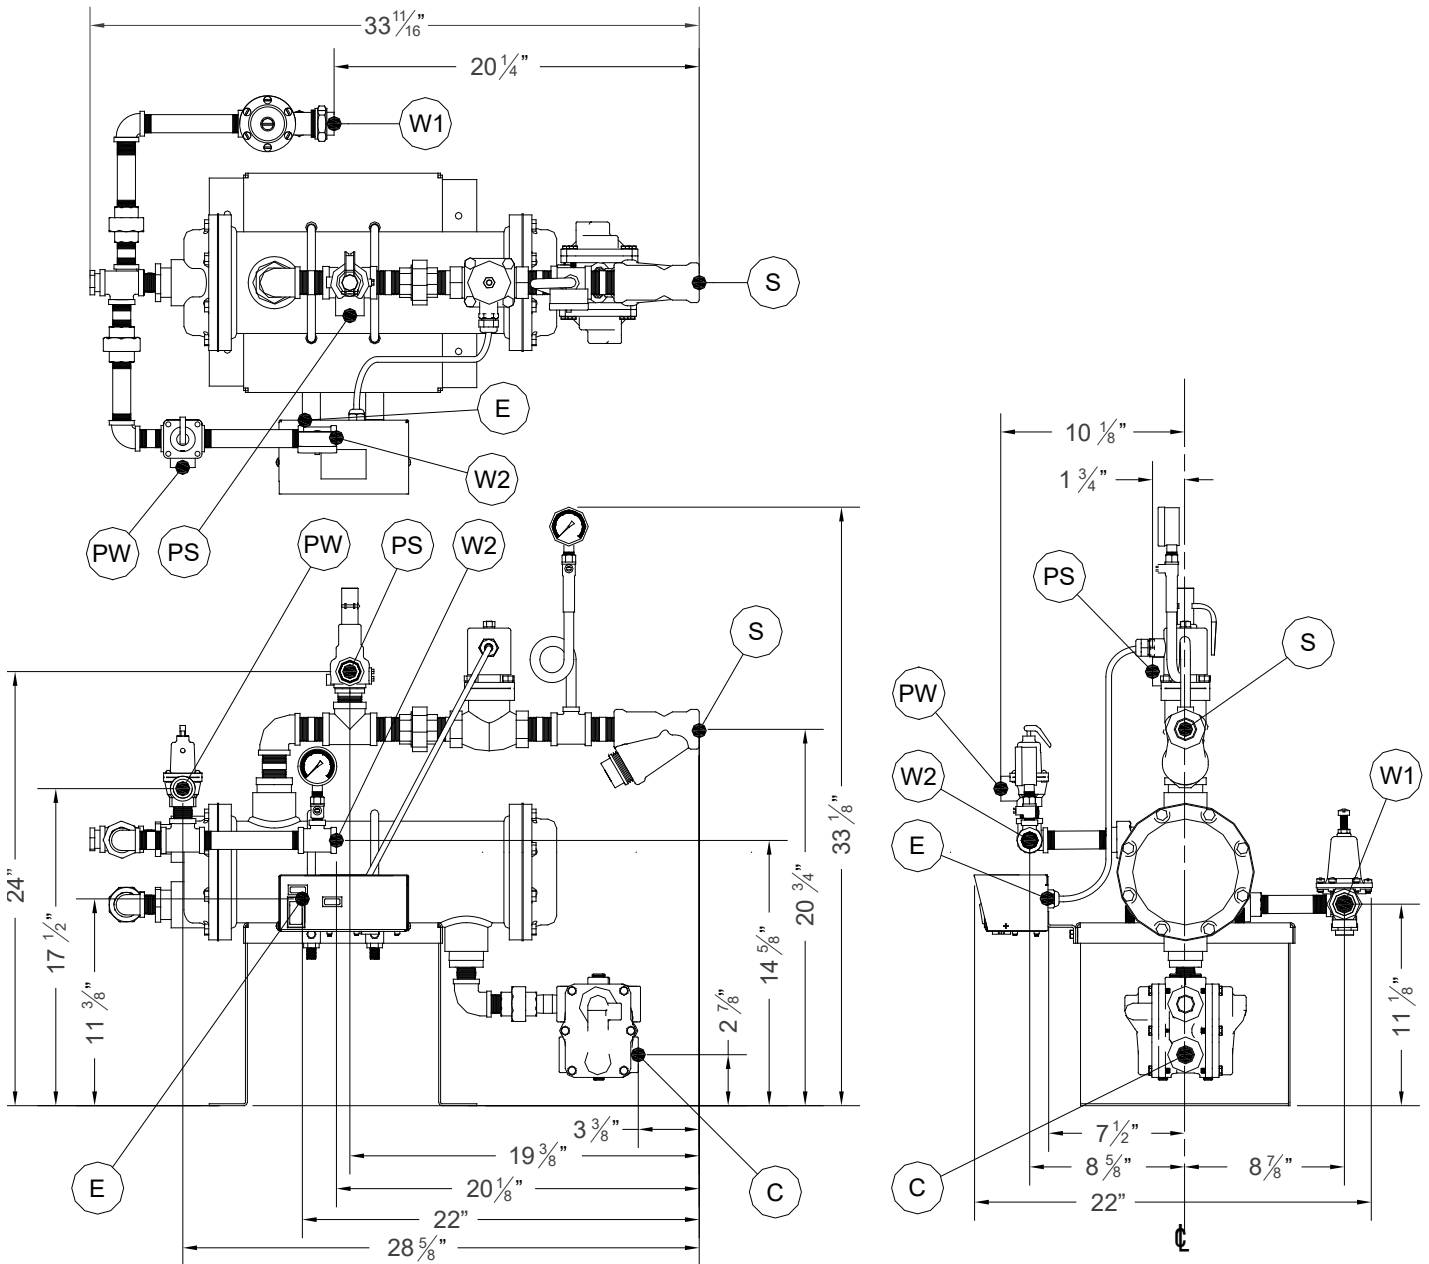 33 11/16”
20 1/4”
W1
S
E
W2
PW
PS
PW
PS
W2
S
24”
17 1/2”
11 3/8”
33 1/8”
20 3/4”
14 5/8”
2 7/8”
3 3/8”
19 3/8”
20 1/8”
22”
28 5/8”
E
C
10 1/8”
1 3/4”
PS
S
PW
W2
W1
E
11 1/8”
7 1/2”
8 5/8”
8 7/8”
22”
C
℄